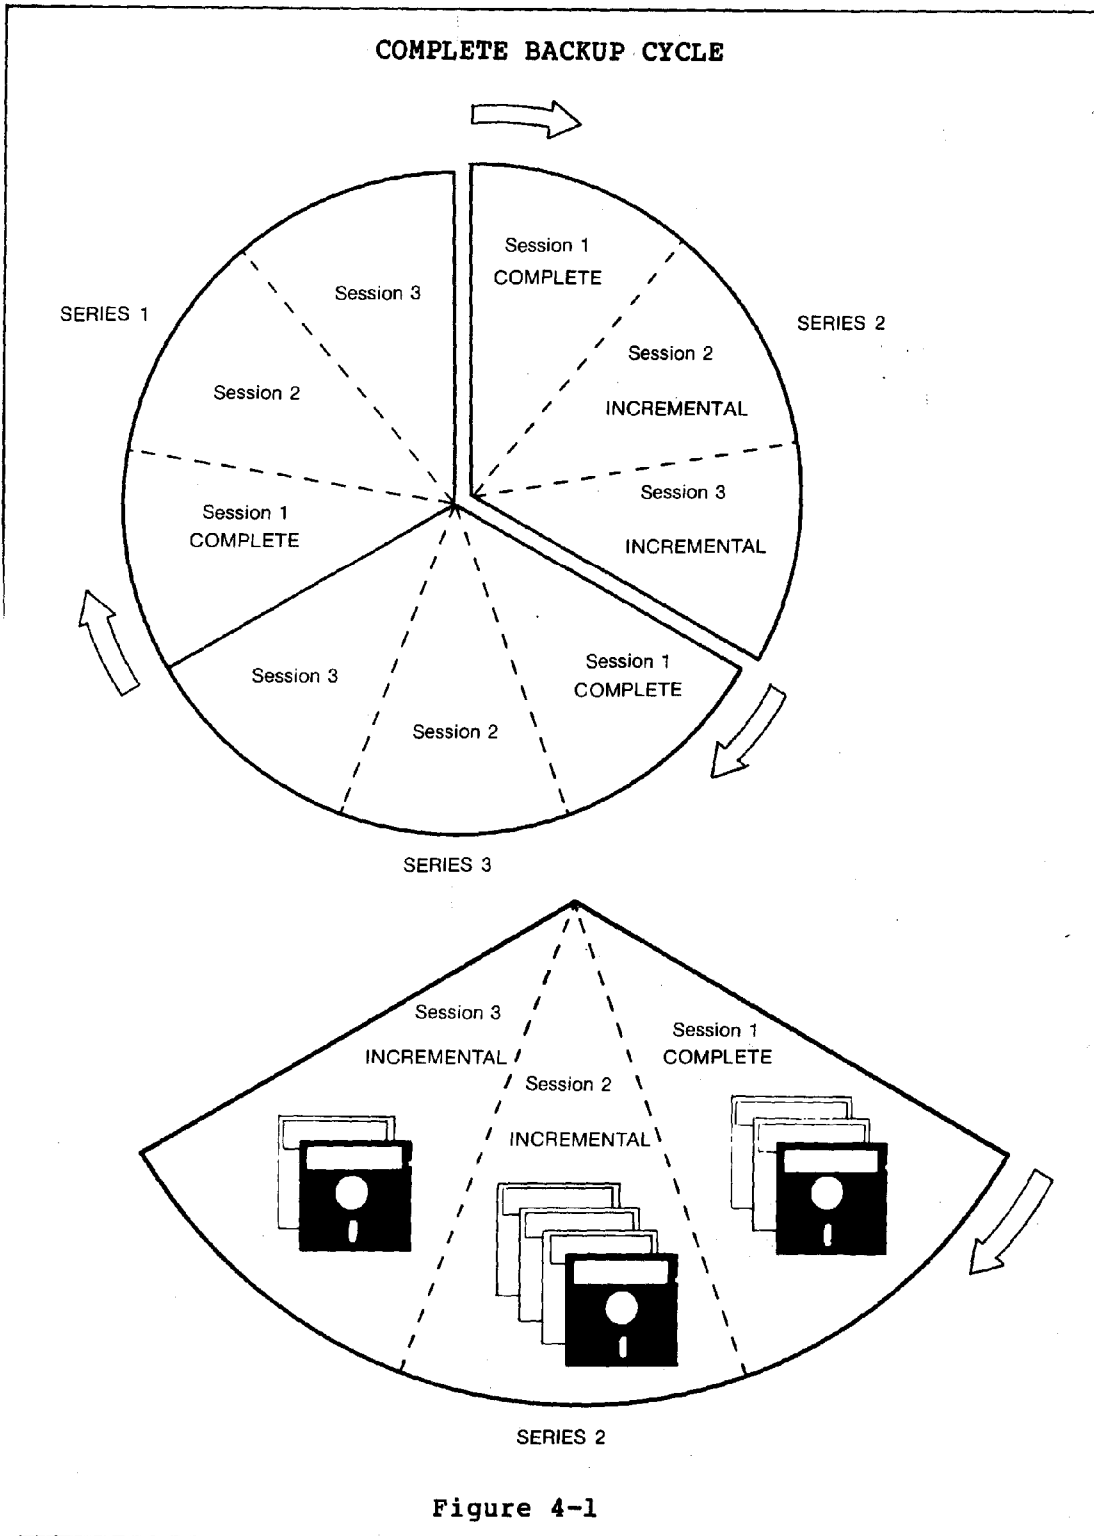 COMPLETE BACKUP CYCLE
SERIES 1
Session 3
Session 2
Session 1
COMPLETE
Session 1
COMPLETE
SERIES 2
Session 2
INCREMENTAL
Session 3
INCREMENTAL
Session 1
COMPLETE
Session 2
Session 3
SERIES 3
Session 3
INCREMENTAL
Session 2
INCREMENTAL
Session 1
COMPLETE
SERIES 2
Figure 4-1